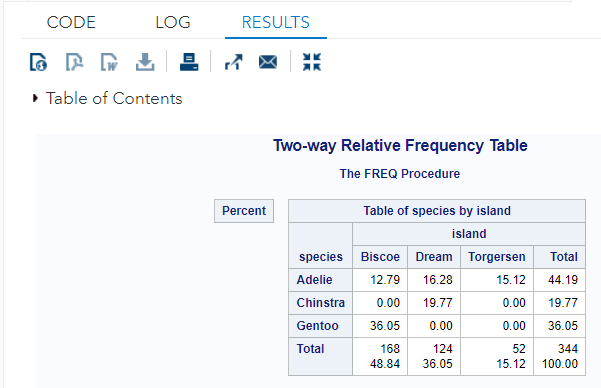 CODE LOG RESULTS
Table of Contents
Two-way Relative Frequency Table
The FREQ Procedure
Percent
Table of species by island
island
species Biscoe Dream Torgersen Total
Adelie 12.79 16.28 15.12 44.19
Chinstra 0.00 19.77 0.00 19.77
Gentoo 36.05 0.00 0.00 36.05
Total 168 124 52 344
48.84 36.05 15.12 100.00